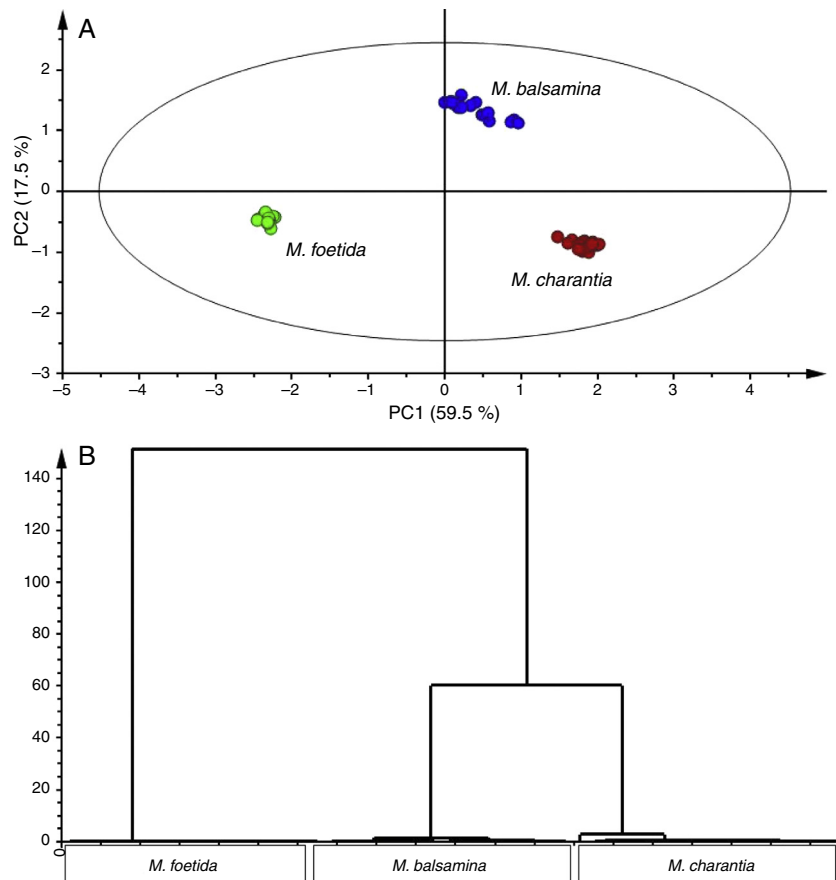 A
PC2 (17.5 %)
2
1
0
–1
–2
–3
M. balsamina
M. foetida
M. charantia
–5 –4 –3 –2 –1 0 1 2 3 4
PC1 (59.5 %)
B
140
120
100
80
60
40
20
0
0
M. foetida M. balsamina M. charantia